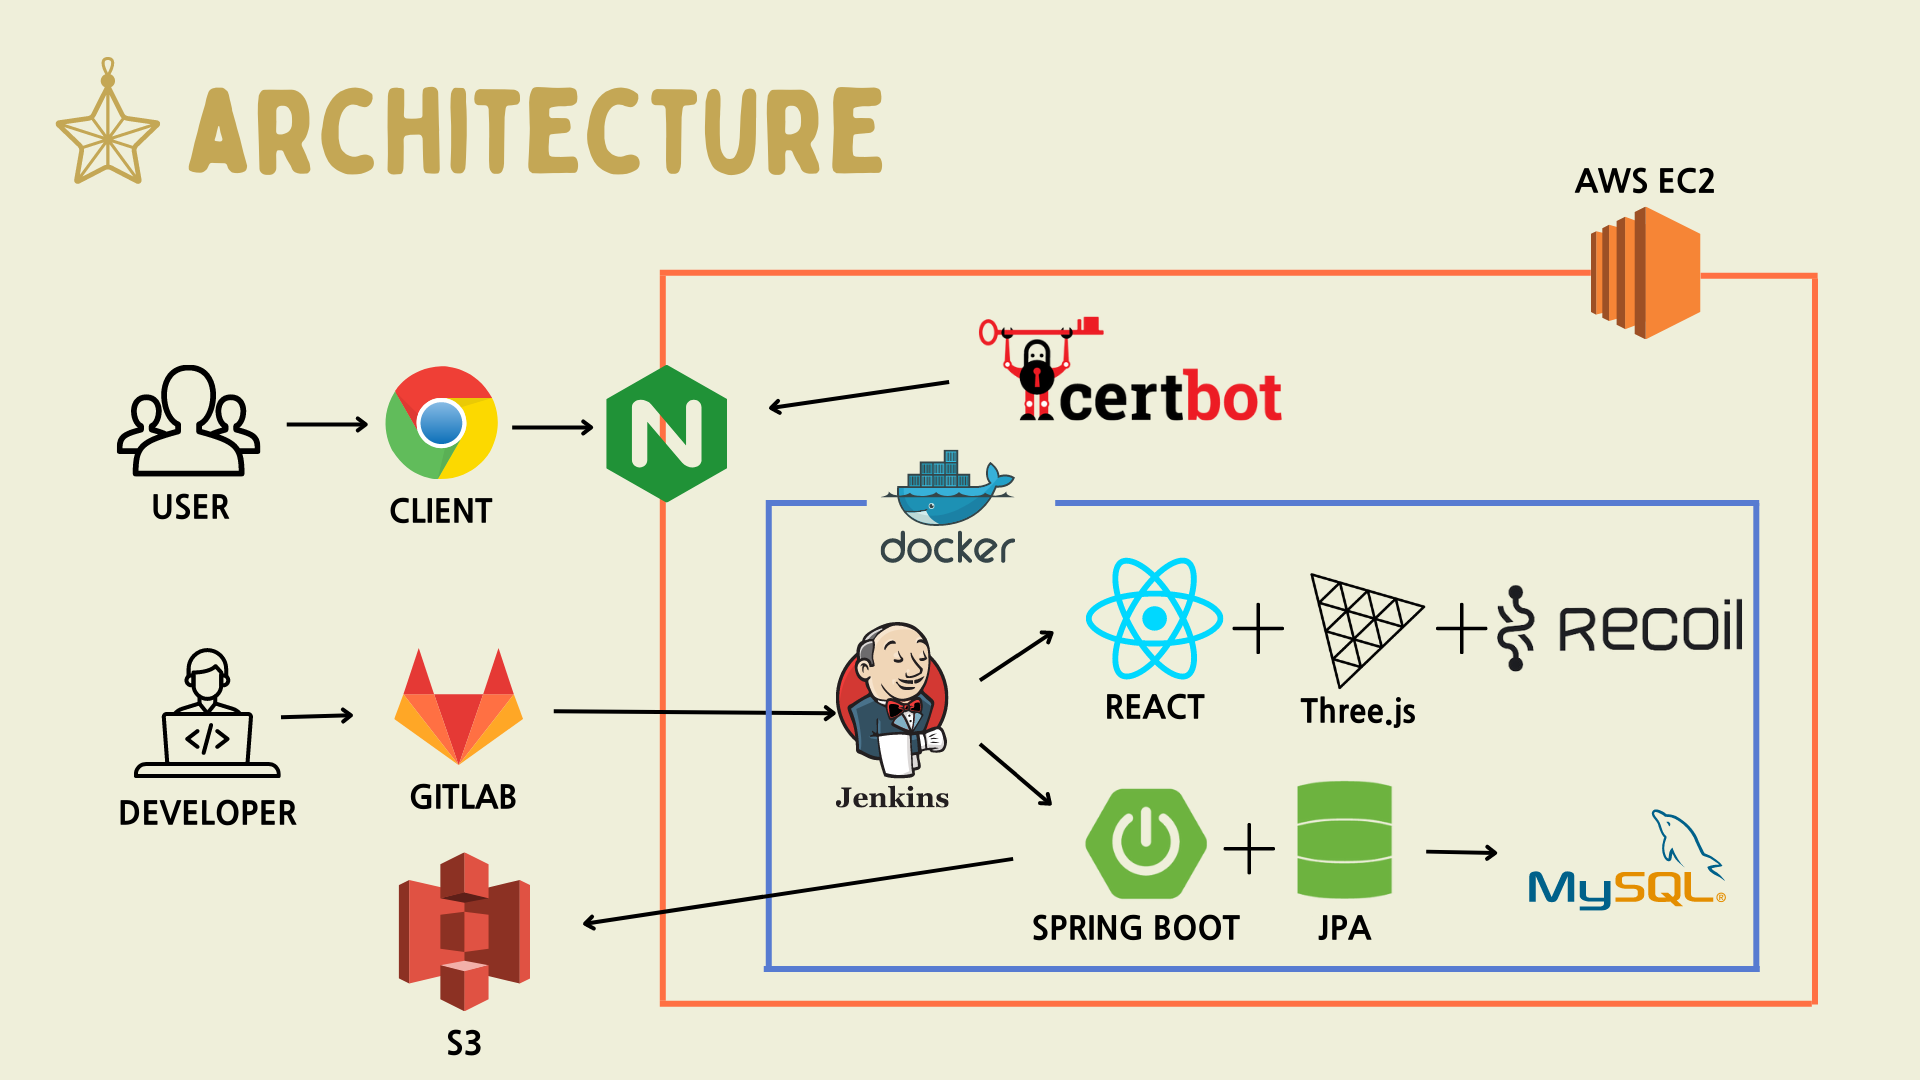 ARCHITECTURE
AWS EC2
certbot
N
USER
CLIENT
docker
RECOIL
REACT
Three.js
</>
GITLAB
DEVELOPER
Jenkins
MySQL®
SPRING BOOT
JPA
S3